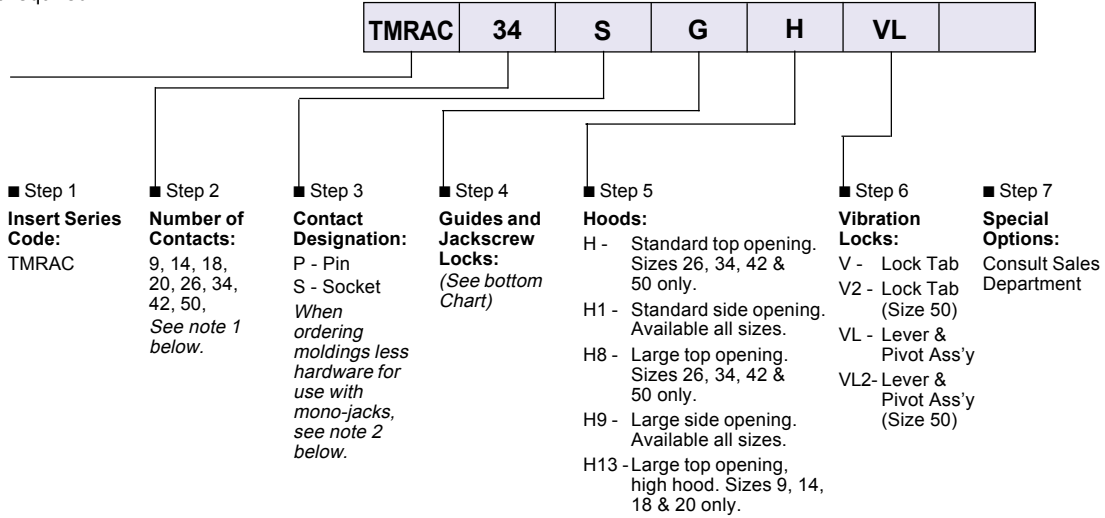 TMRAC 34 S G H VL
■ Step 1
Insert Series
Code:
TMRAC
■ Step 2
Number of
Contacts:
9, 14, 18,
20, 26, 34,
42, 50,
See note 1
below.
■ Step 3
Contact
Designation:
P - Pin
S - Socket
When
ordering
moldings less
hardware for
use with
mono-jacks,
see note 2
below.
■ Step 4
Guides and
Jackscrew
Locks:
(See bottom
Chart)
■ Step 5
Hoods:
H - Standard top opening.
Sizes 26, 34, 42 &
50 only.
H1 - Standard side opening.
Available all sizes.
H8 - Large top opening.
Sizes 26, 34, 42 &
50 only.
H9 - Large side opening.
Available all sizes.
H13 - Large top opening,
high hood. Sizes 9, 14,
18 & 20 only.
■ Step 6
Vibration
Locks:
V - Lock Tab
V2 - Lock Tab
(Size 50)
VL - Lever &
Pivot Ass'y
VL2- Lever &
Pivot Ass'y
(Size 50)
■ Step 7
Special
Options:
Consult Sales
Department